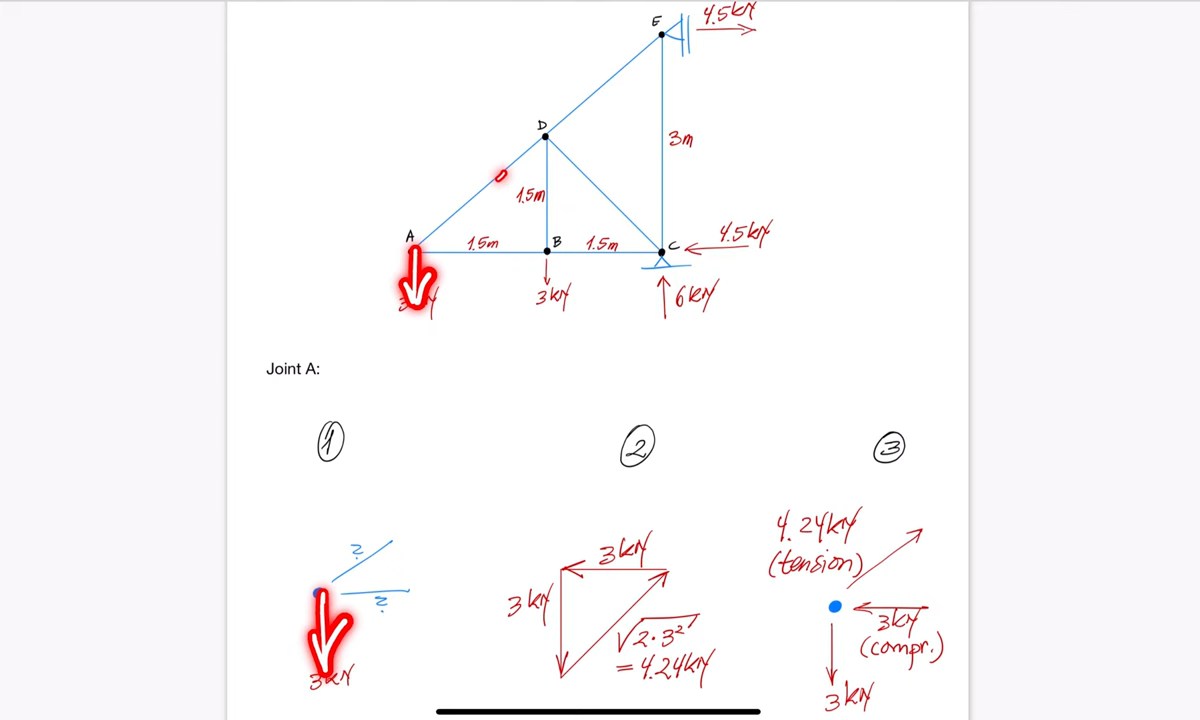 E
4.5kN
D
3m
1.5m
A
1.5m
B
1.5m
C
4.5kN
3kN
3kN
6kN
Joint A:
1
2
3
?
?
3kN
3kN
3kN
√2·3²
=4.24kN
4.24kN
(tension)
3kN
(compr.)
3kN